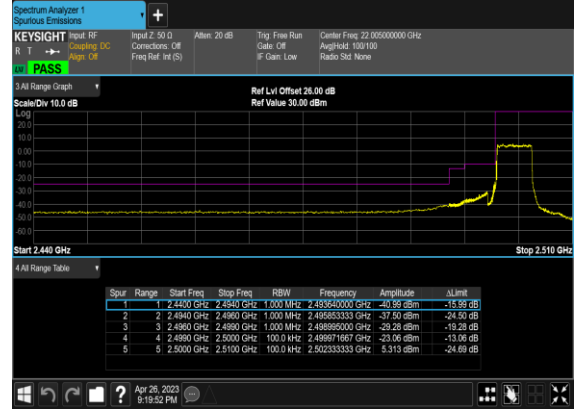 Spectrum Analyzer 1
Spurious Emissions
KEYSIGHT Input: RF Input Z: 50 Ω Atten: 20 dB Trig: Free Run Center Freq: 22.005000000 GHz
R T Coupling: DC Corrections: Off Gate: Off Avg|Hold: 100/100
Align: Off Freq Ref: Int (S) IF Gain: Low Radio Std: None
PASS
3 All Range Graph
Ref Lvl Offset 26.00 dB
Scale/Div 10.0 dB Ref Value 30.00 dBm
Log
20.0
10.0
0.00
-10.0
-20.0
-30.0
-40.0
-50.0
-60.0
Start 2.440 GHz Stop 2.510 GHz
4 All Range Table
Spur Range Start Freq Stop Freq RBW Frequency Amplitude ΔLimit
1 1 2.4400 GHz 2.4940 GHz 1.000 MHz 2.493640000 GHz -40.99 dBm -15.99 dB
2 2 2.4940 GHz 2.4960 GHz 1.000 MHz 2.495853333 GHz -37.50 dBm -24.50 dB
3 3 2.4960 GHz 2.4990 GHz 1.000 MHz 2.498995000 GHz -29.28 dBm -19.28 dB
4 4 2.4990 GHz 2.5000 GHz 100.0 kHz 2.499971667 GHz -23.06 dBm -13.06 dB
5 5 2.5000 GHz 2.5100 GHz 100.0 kHz 2.502333333 GHz 5.313 dBm -24.69 dB
Apr 26, 2023
9:19:52 PM